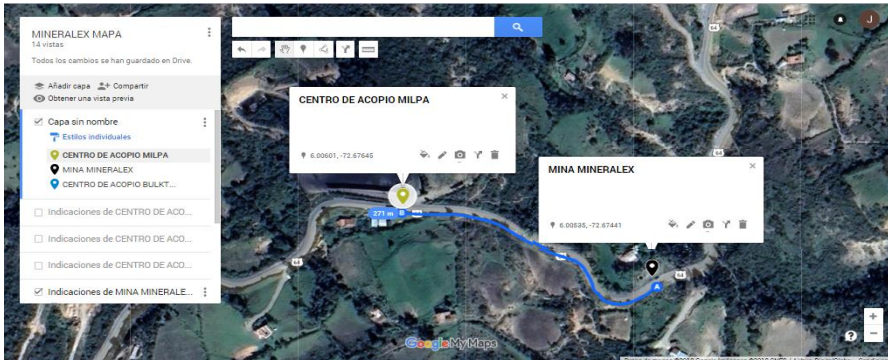 MINERALEX MAPA
14 vistas
Todos los cambios se han guardado en Drive.
Añadir capa Compartir
Obtener una vista previa
Capa sin nombre
Estilos individuales
CENTRO DE ACOPIO MILPA
MINA MINERALEX
CENTRO DE ACOPIO BULKT...
Indicaciones de CENTRO DE ACO...
Indicaciones de CENTRO DE ACO...
Indicaciones de CENTRO DE ACO...
Indicaciones de MINA MINERALE...
CENTRO DE ACOPIO MILPA
6.00601, -72.67645
MINA MINERALEX
6.00535, -72.67441
271 m B
A
64
64
64
64
J
Google My Maps